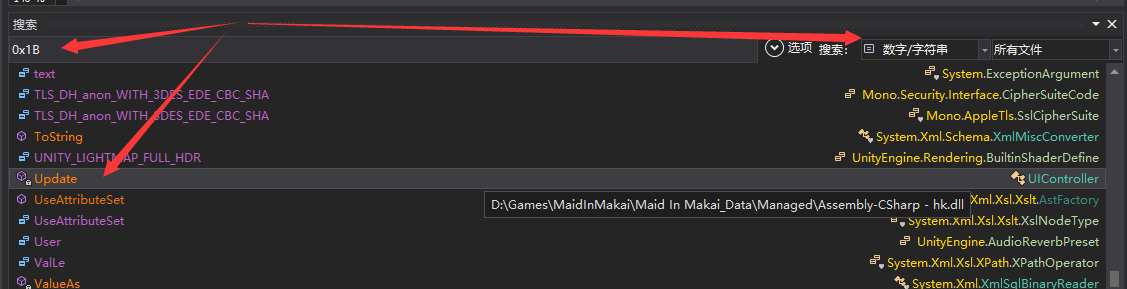 搜索
0x1B 选项 搜索： 数字/字符串 所有文件
text System.ExceptionArgument
TLS_DH_anon_WITH_3DES_EDE_CBC_SHA Mono.Security.Interface.CipherSuiteCode
TLS_DH_anon_WITH_3DES_EDE_CBC_SHA Mono.AppleTls.SslCipherSuite
ToString System.Xml.Schema.XmlMiscConverter
UNITY_LIGHTMAP_FULL_HDR UnityEngine.Rendering.BuiltinShaderDefine
Update UIController
UseAttributeSet Xml.Xsl.Xslt.AstFactory
D:\Games\MaidInMakai\Maid In Makai_Data\Managed\Assembly-CSharp - hk.dll
UseAttributeSet System.Xml.Xsl.Xslt.XslNodeType
User UnityEngine.AudioReverbPreset
ValLe System.Xml.Xsl.XPath.XPathOperator
ValueAs System.Xml.XmlSqlBinaryReader